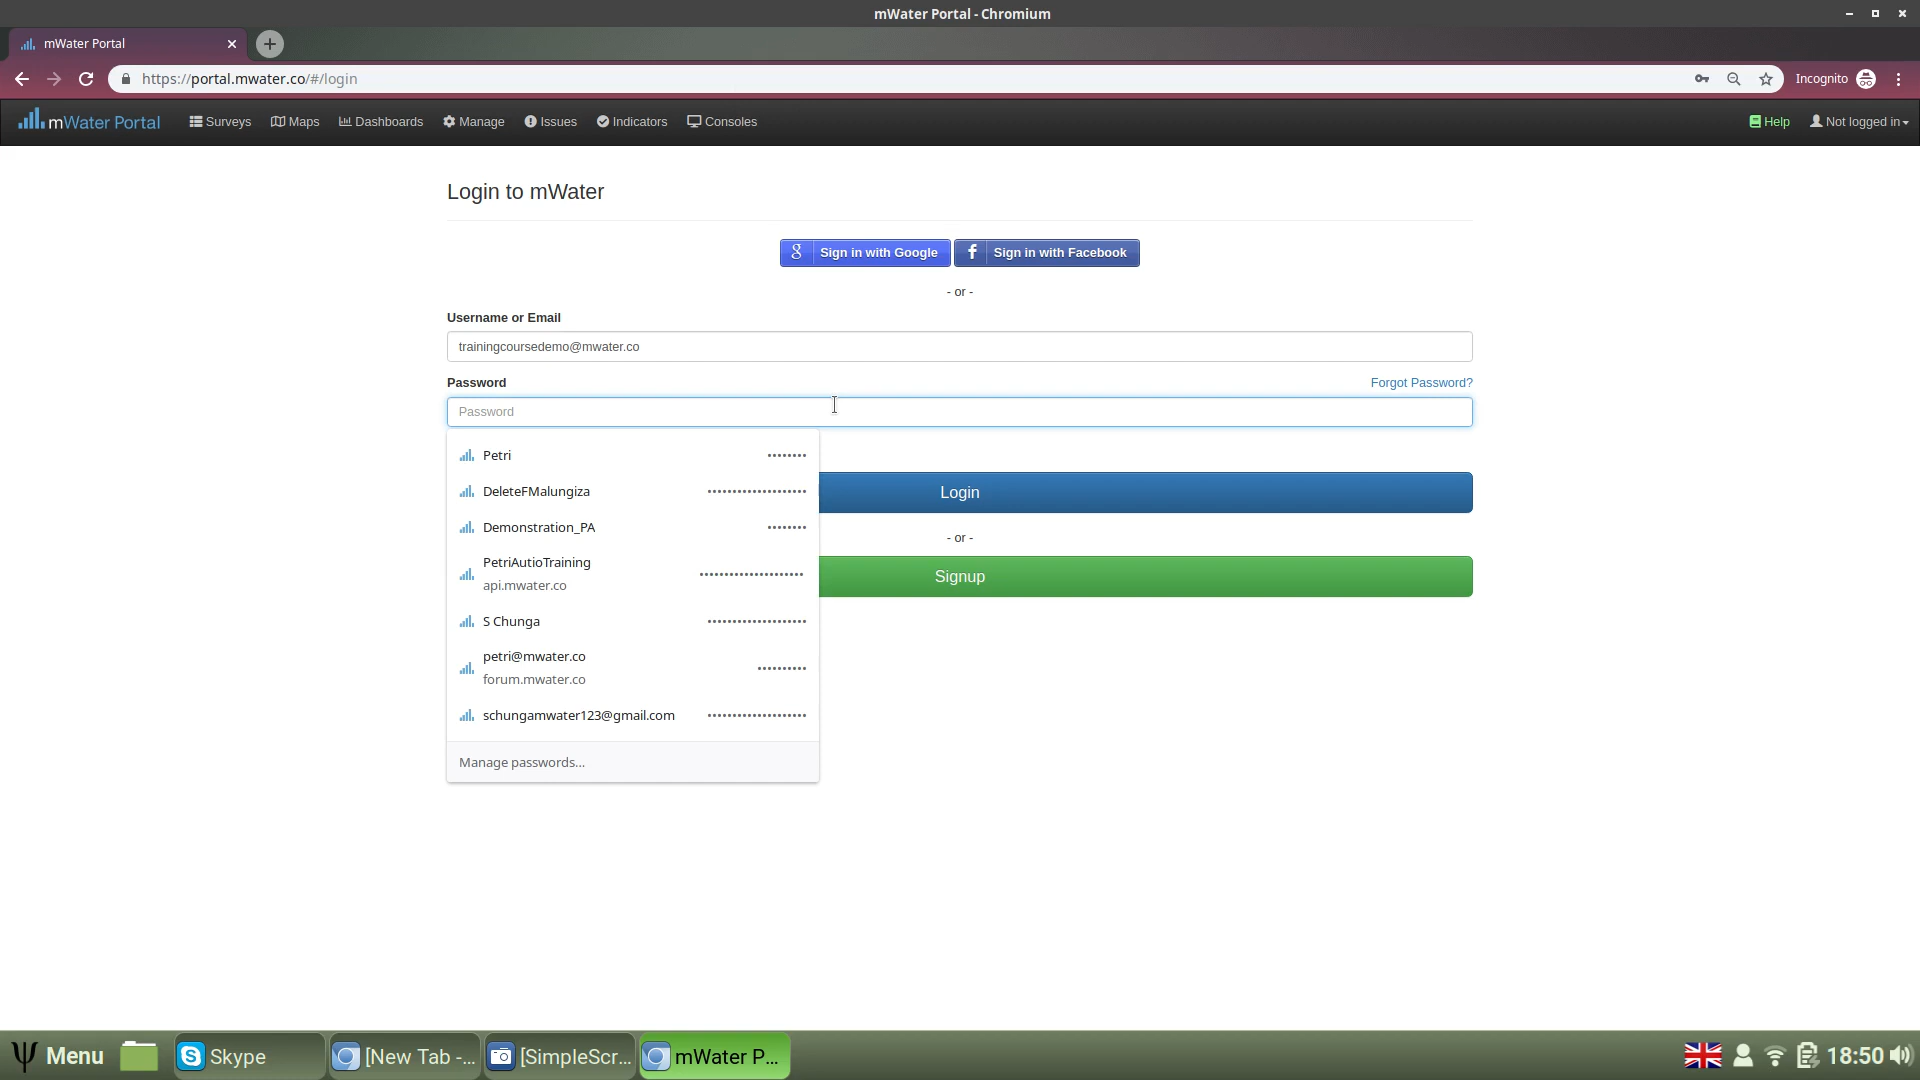 mWater Portal - Chromium
mWater Portal
https://portal.mwater.co/#/login
Incognito
mWater Portal Surveys Maps Dashboards Manage Issues Indicators Consoles Help Not logged in
Login to mWater
Sign in with Google Sign in with Facebook
- or -
Username or Email
trainingcoursedemo@mwater.co
Password Forgot Password?
Password
Petri ••••••••
DeleteFMalungiza ••••••••••••••••••••
Demonstration_PA ••••••••
PetriAutioTraining
api.mwater.co •••••••••••••••••••••
S Chunga ••••••••••••••••••••
petri@mwater.co
forum.mwater.co ••••••••••
schungamwater123@gmail.com ••••••••••••••••••••
Manage passwords...
Login
- or -
Signup
Menu Skype [New Tab -... [SimpleScr... mWater P... 18:50